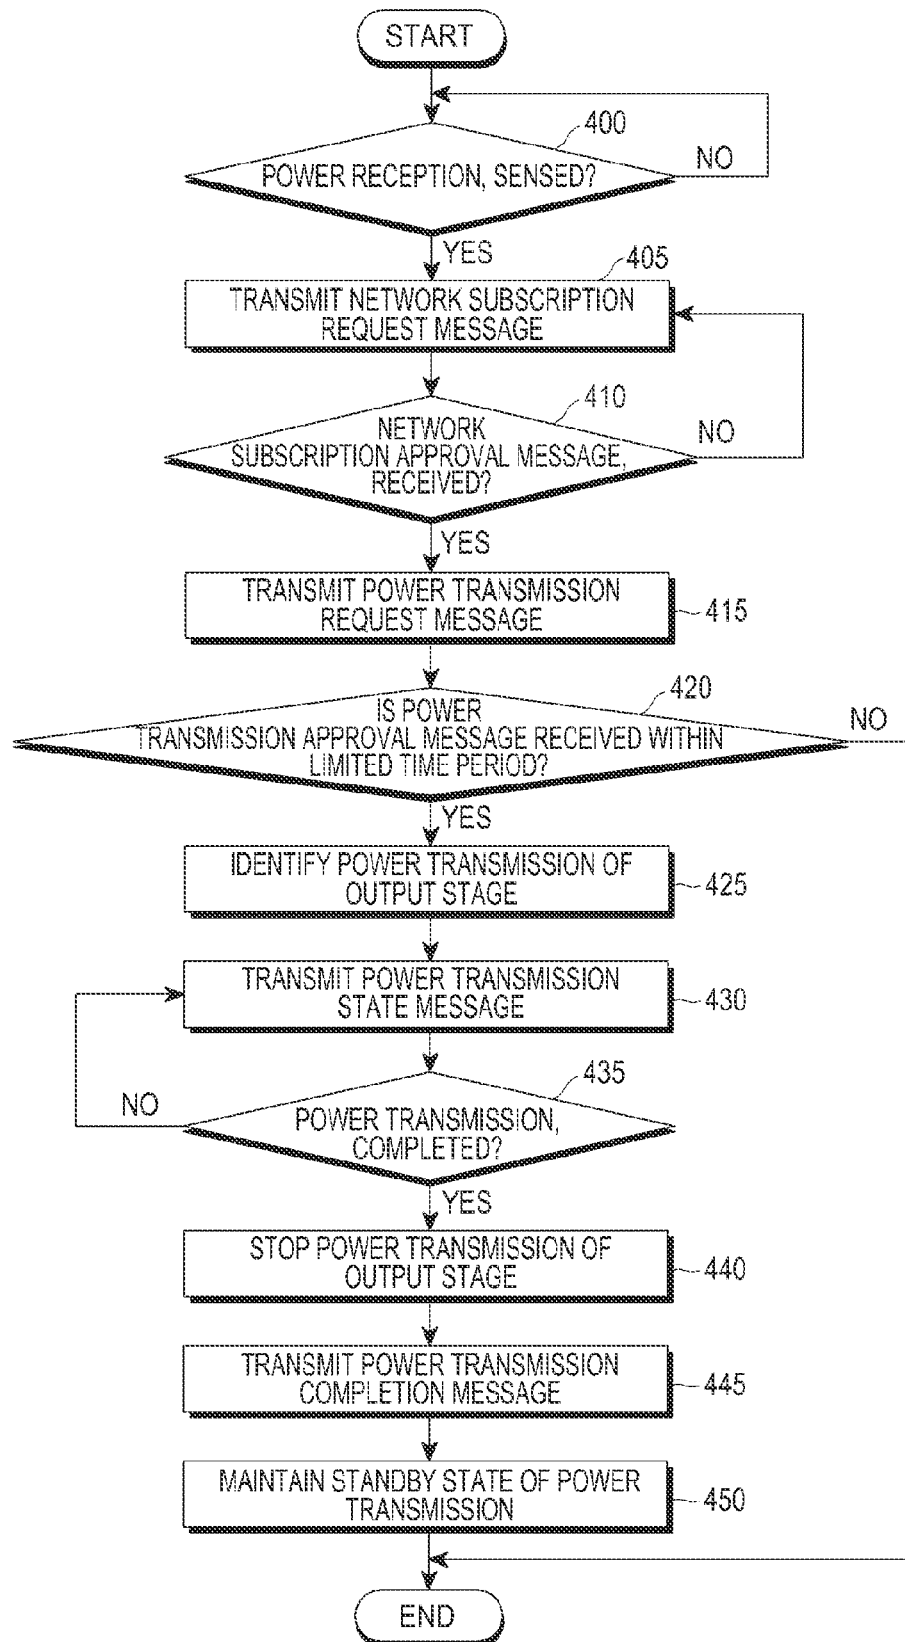 START
400
POWER RECEPTION, SENSED?
NO
YES
405
TRANSMIT NETWORK SUBSCRIPTION
REQUEST MESSAGE
410
NETWORK
SUBSCRIPTION APPROVAL MESSAGE,
RECEIVED?
NO
YES
TRANSMIT POWER TRANSMISSION
REQUEST MESSAGE
415
420
IS POWER
TRANSMISSION APPROVAL MESSAGE RECEIVED WITHIN
LIMITED TIME PERIOD?
NO
YES
IDENTIFY POWER TRANSMISSION OF
OUTPUT STAGE
425
TRANSMIT POWER TRANSMISSION
STATE MESSAGE
430
435
NO
POWER TRANSMISSION,
COMPLETED?
YES
STOP POWER TRANSMISSION OF
OUTPUT STAGE
440
TRANSMIT POWER TRANSMISSION
COMPLETION MESSAGE
445
MAINTAIN STANDBY STATE OF POWER
TRANSMISSION
450
END